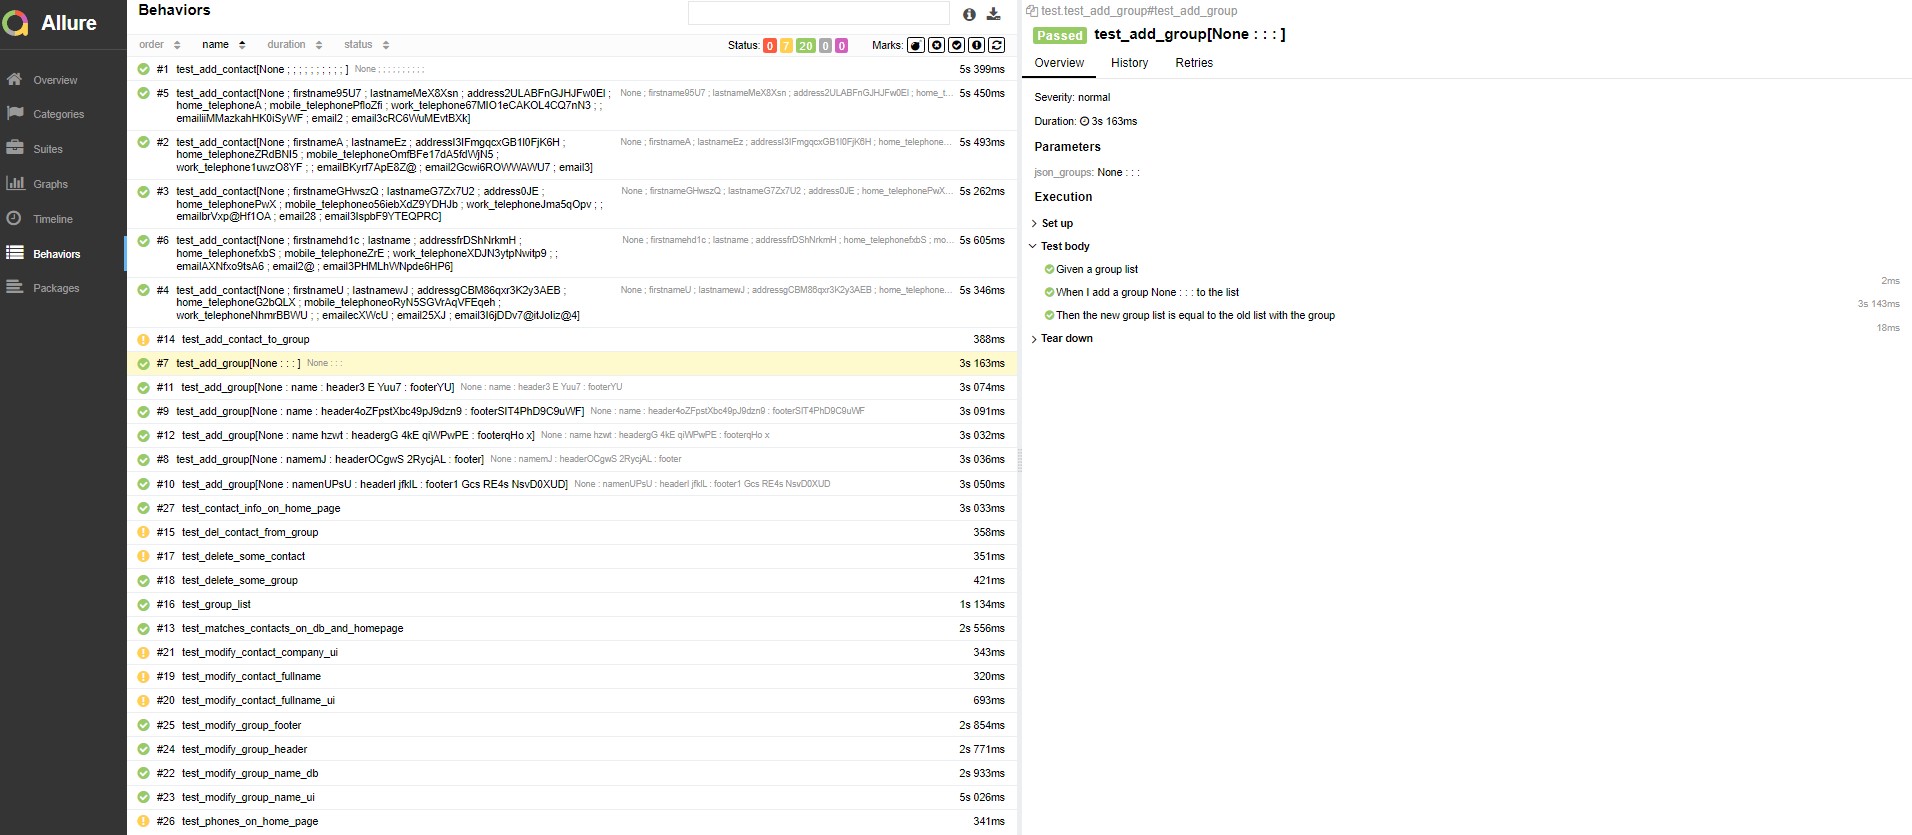 Allure
Overview
Categories
Suites
Graphs
Timeline
Behaviors
Packages
Behaviors
order name duration status Status: 0 7 20 0 0 Marks:
#1 test_add_contact[None ; ; ; ; ; ; ; ; ; ; ] None ; ; ; ; ; ; ; ; ; ; 5s 399ms
#5 test_add_contact[None ; firstname95U7 ; lastnameMeX8Xsn ; address2ULABFnGJHJFw0EI ; None ; firstname95U7 ; lastnameMeX8Xsn ; address2ULABFnGJHJFw0EI ; home_t... 5s 450ms
home_telephoneA ; mobile_telephonePfloZfi ; work_telephone67MIO1eCAKOL4CQ7nN3 ; ;
emailiiMMazkahHK0iSyWF ; email2 ; email3cRC6WuMEvtBXk]
#2 test_add_contact[None ; firstnameA ; lastnameEz ; addressI3IFmgqcxGB1I0FjK6H ; None ; firstnameA ; lastnameEz ; addressI3IFmgqcxGB1I0FjK6H ; home_telephone... 5s 493ms
home_telephoneZRdBNI5 ; mobile_telephoneOmfBFe17dA5fdWjN5 ;
work_telephone1uwzO8YF ; ; emailBKyrf7ApE8Z@ ; email2Gcwi6ROWWAWU7 ; email3]
#3 test_add_contact[None ; firstnameGHwszQ ; lastnameG7Zx7U2 ; address0JE ; None ; firstnameGHwszQ ; lastnameG7Zx7U2 ; address0JE ; home_telephonePwX... 5s 262ms
home_telephonePwX ; mobile_telephoneo56iebXdZ9YDHJb ; work_telephoneJma5qOpv ; ;
emailbrVxp@Hf1OA ; email28 ; email3IspbF9YTEQPRC]
#6 test_add_contact[None ; firstnamehd1c ; lastname ; addressfrDShNrkmH ; None ; firstnamehd1c ; lastname ; addressfrDShNrkmH ; home_telephonefxbS ; mo... 5s 605ms
home_telephonefxbS ; mobile_telephoneZrE ; work_telephoneXDJN3ytpNwitp9 ; ;
emailAXNfxo9tsA6 ; email2@ ; email3PHMLhWNpde6HP6]
#4 test_add_contact[None ; firstnameU ; lastnamewJ ; addressgCBM86qxr3K2y3AEB ; None ; firstnameU ; lastnamewJ ; addressgCBM86qxr3K2y3AEB ; home_telephone... 5s 346ms
home_telephoneG2bQLX ; mobile_telephoneoRyN5SGVrAqVFEqeh ;
work_telephoneNhmrBBWU ; ; emailecXWcU ; email25XJ ; email3I6jDDv7@itJoIiz@4]
#14 test_add_contact_to_group 388ms
#7 test_add_group[None : : : ] None : : : 3s 163ms
#11 test_add_group[None : name : header3 E Yuu7 : footerYU] None : name : header3 E Yuu7 : footerYU 3s 074ms
#9 test_add_group[None : name : header4oZFpstXbc49pJ9dzn9 : footerSIT4PhD9C9uWF] None : name : header4oZFpstXbc49pJ9dzn9 : footerSIT4PhD9C9uWF 3s 091ms
#12 test_add_group[None : name hzwt : headergG 4kE qiWPwPE : footerqHo x] None : name hzwt : headergG 4kE qiWPwPE : footerqHo x 3s 032ms
#8 test_add_group[None : namemJ : headerOCgwS 2RycjAL : footer] None : namemJ : headerOCgwS 2RycjAL : footer 3s 036ms
#10 test_add_group[None : namenUPsU : headerI jfkIL : footer1 Gcs RE4s NsvD0XUD] None : namenUPsU : headerI jfkIL : footer1 Gcs RE4s NsvD0XUD 3s 050ms
#27 test_contact_info_on_home_page 3s 033ms
#15 test_del_contact_from_group 358ms
#17 test_delete_some_contact 351ms
#18 test_delete_some_group 421ms
#16 test_group_list 1s 134ms
#13 test_matches_contacts_on_db_and_homepage 2s 556ms
#21 test_modify_contact_company_ui 343ms
#19 test_modify_contact_fullname 320ms
#20 test_modify_contact_fullname_ui 693ms
#25 test_modify_group_footer 2s 854ms
#24 test_modify_group_header 2s 771ms
#22 test_modify_group_name_db 2s 933ms
#23 test_modify_group_name_ui 5s 026ms
#26 test_phones_on_home_page 341ms
test.test_add_group#test_add_group
Passed test_add_group[None : : : ]
Overview History Retries
Severity: normal
Duration: 3s 163ms
Parameters
json_groups: None : : :
Execution
Set up
Test body
Given a group list
2ms
When I add a group None : : : to the list
3s 143ms
Then the new group list is equal to the old list with the group
18ms
Tear down